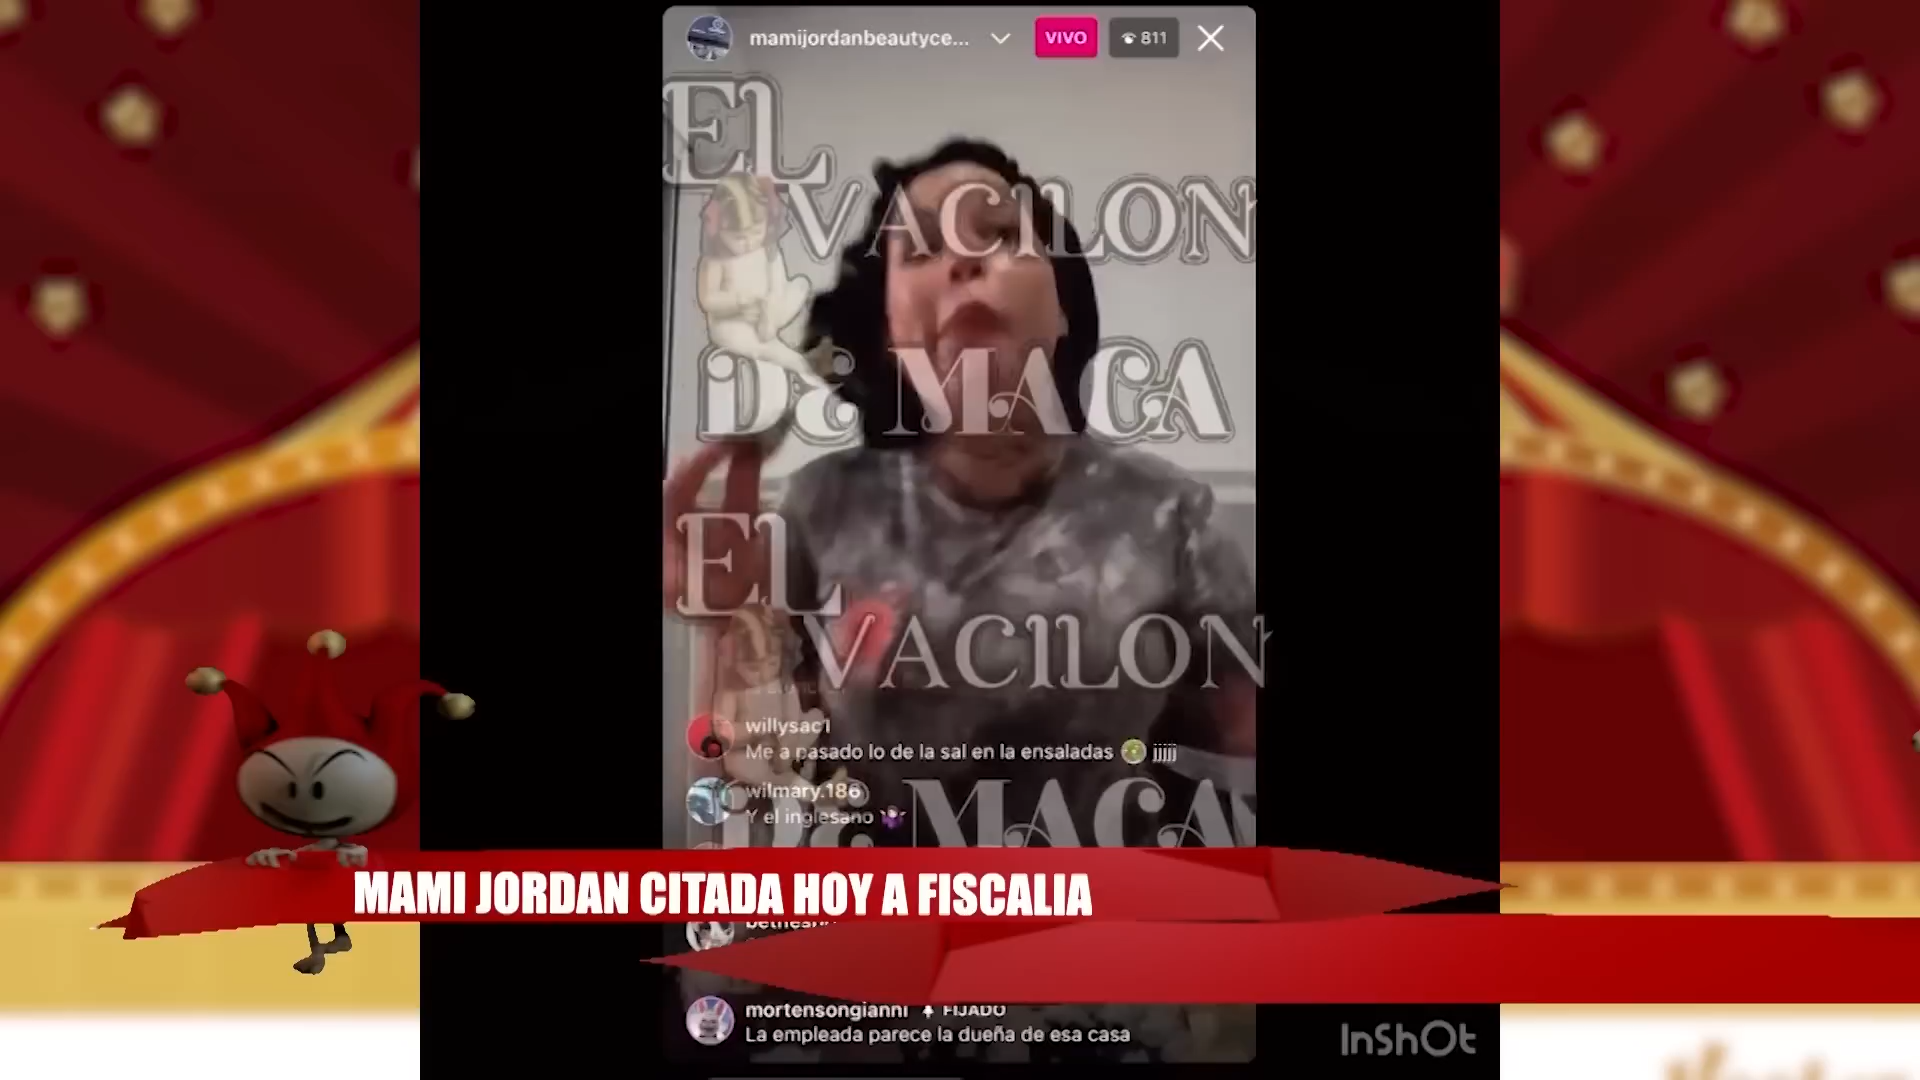 mamijordanbeautyce...
VIVO
811
EL
VACILON
DE MACA
EL
VACILON
willysac1
Me a pasado lo de la sal en la ensaladas 🤢 jjjjj
wilmary.186
Y el inglesano 🤷🏻‍♀️
DE MACA
MAMI JORDAN CITADA HOY A FISCALIA
mortensongianni FIJADO
La empleada parece la dueña de esa casa
InShOt